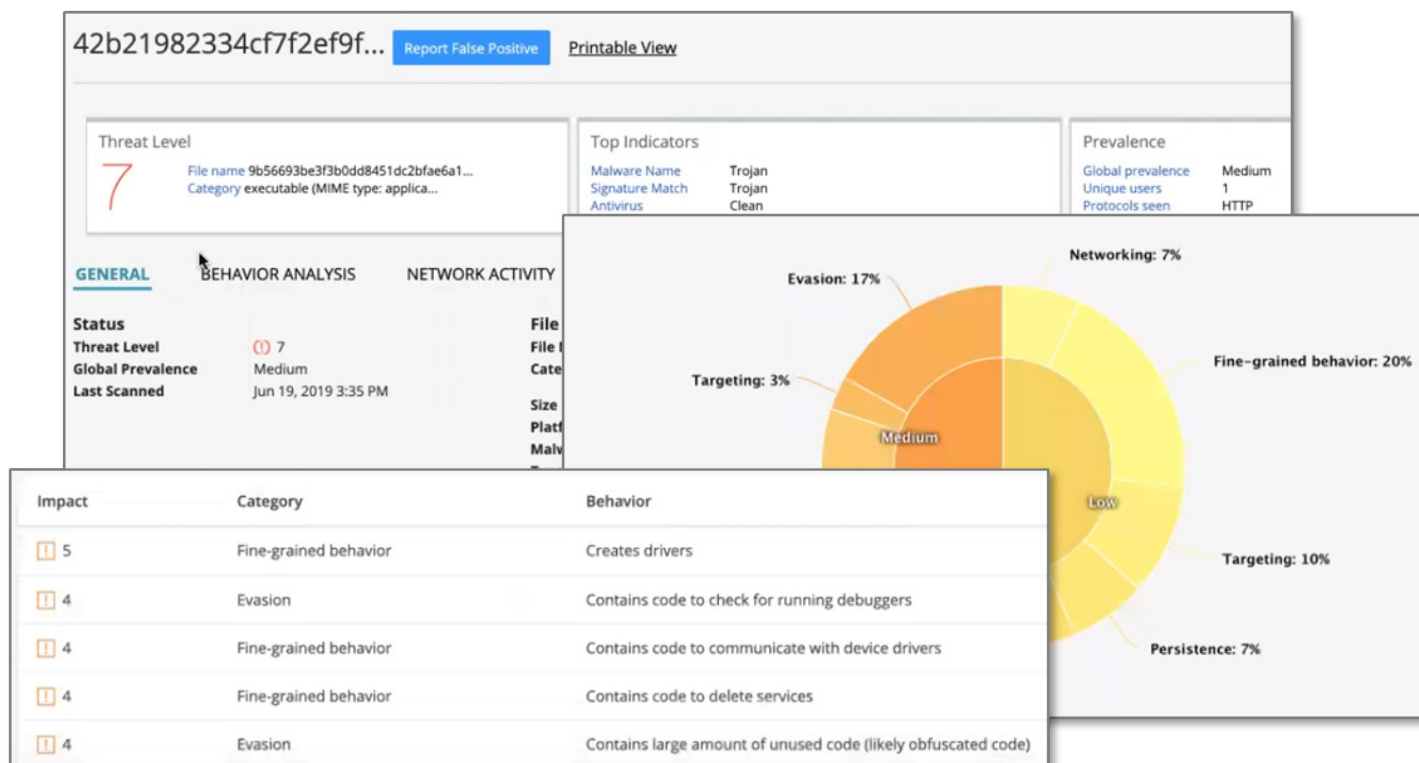 42b21982334cf7f2ef9f... Report False Positive Printable View
Threat Level
7
File name 9b56693be3f3b0dd8451dc2bfae6a1...
Category executable (MIME type: applica...
Top Indicators
Malware Name Trojan
Signature Match Trojan
Antivirus Clean
Prevalence
Global prevalence Medium
Unique users 1
Protocols seen HTTP
GENERAL BEHAVIOR ANALYSIS NETWORK ACTIVITY
Status
Threat Level (!) 7
Global Prevalence Medium
Last Scanned Jun 19, 2019 3:35 PM
File
File
Cate
Size
Platf
Malw
Networking: 7%
Evasion: 17%
Fine-grained behavior: 20%
Targeting: 3%
Medium
Low
Targeting: 10%
Persistence: 7%
Impact Category Behavior
! 5 Fine-grained behavior Creates drivers
! 4 Evasion Contains code to check for running debuggers
! 4 Fine-grained behavior Contains code to communicate with device drivers
! 4 Fine-grained behavior Contains code to delete services
! 4 Evasion Contains large amount of unused code (likely obfuscated code)